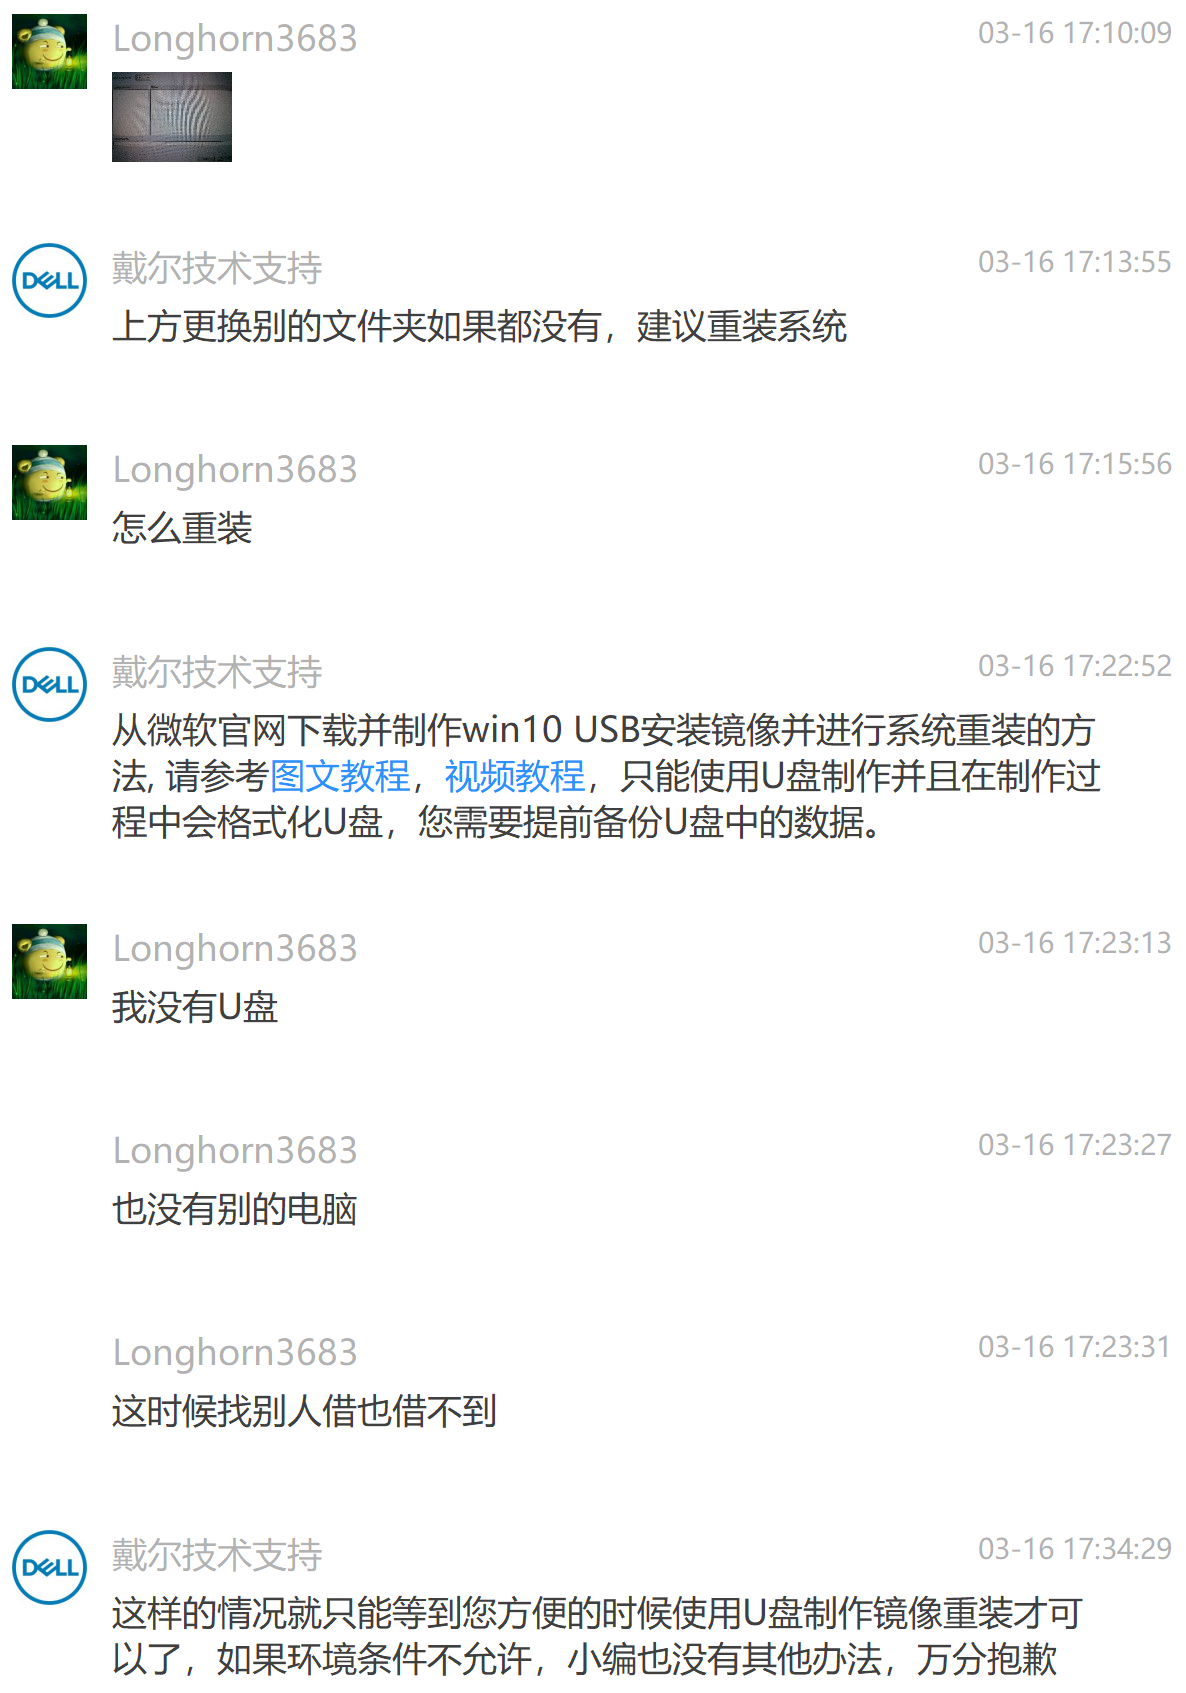 Longhorn3683 03-16 17:10:09
DELL
戴尔技术支持 03-16 17:13:55
上方更换别的文件夹如果都没有，建议重装系统
Longhorn3683 03-16 17:15:56
怎么重装
DELL
戴尔技术支持 03-16 17:22:52
从微软官网下载并制作win10 USB安装镜像并进行系统重装的方
法, 请参考图文教程，视频教程，只能使用U盘制作并且在制作过
程中会格式化U盘，您需要提前备份U盘中的数据。
Longhorn3683 03-16 17:23:13
我没有U盘
Longhorn3683 03-16 17:23:27
也没有别的电脑
Longhorn3683 03-16 17:23:31
这时候找别人借也借不到
DELL
戴尔技术支持 03-16 17:34:29
这样的情况就只能等到您方便的时候使用U盘制作镜像重装才可
以了，如果环境条件不允许，小编也没有其他办法，万分抱歉